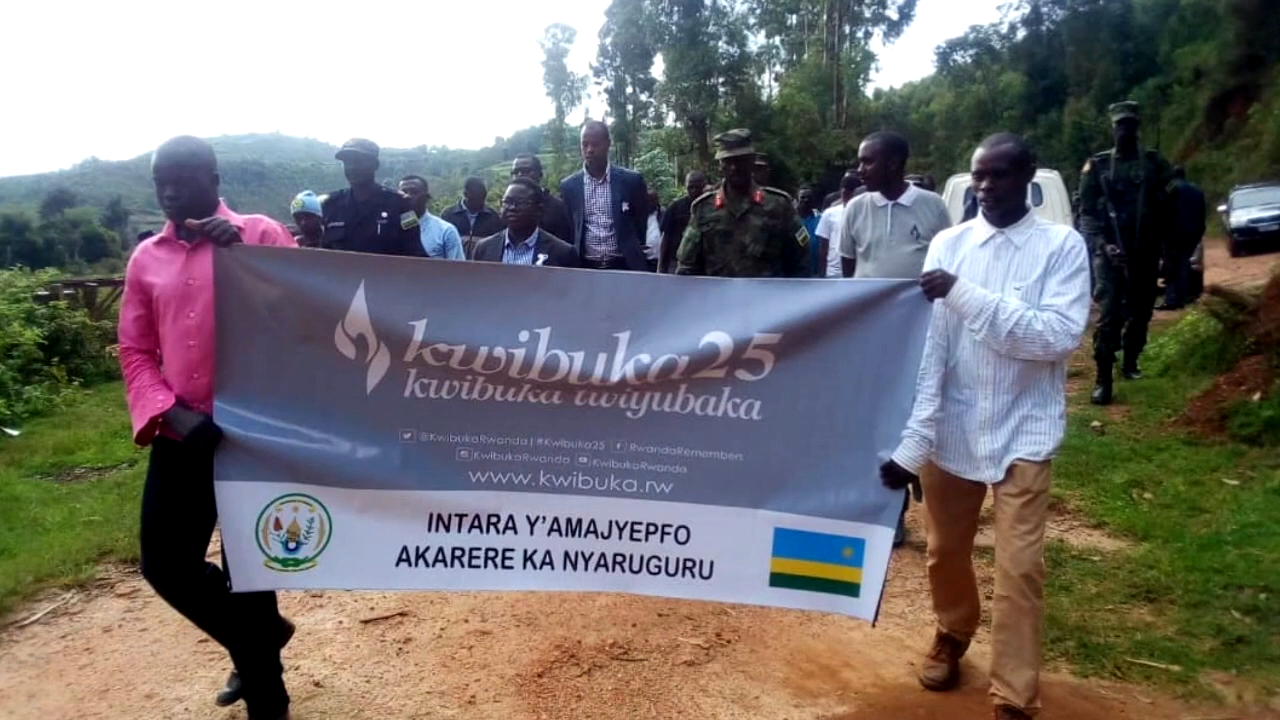 kwibuka25
kwibuka twiyubaka
@KwibukaRwanda | #Kwibuka25 RwandaRemembers
KwibukaRwanda KwibukaRwanda
www.kwibuka.rw
INTARA Y'AMAJYEPFO
AKARERE KA NYARUGURU